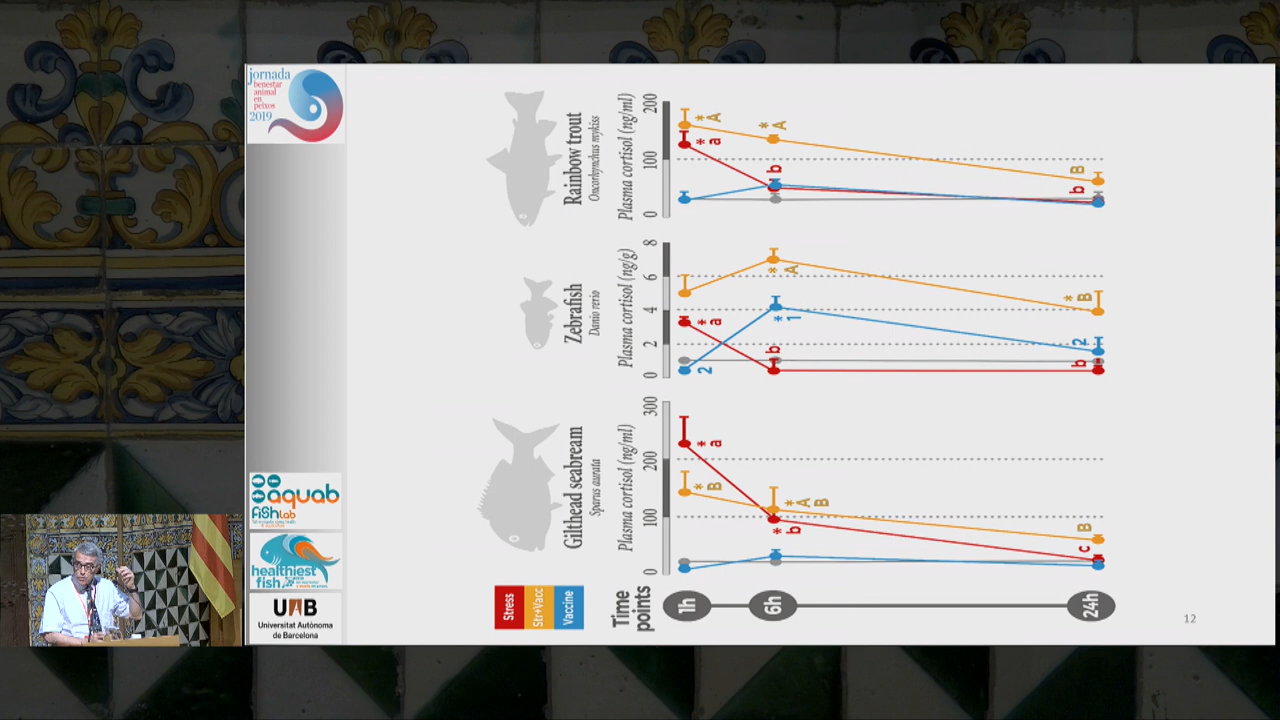 jornada
benestar
animal
en
peixos
2019
aquab
fishlab
healthiest
fish
UAB
Universitat Autònoma
de Barcelona
Rainbow trout
Oncorhynchus mykiss
Plasma cortisol (ng/ml)
0
100
200
* A
* a
* A
b
B
b
Zebrafish
Danio rerio
Plasma cortisol (ng/g)
0
2
4
6
8
* a
2
* A
* 1
b
* B
2
b
Gilthead seabream
Sparus aurata
Plasma cortisol (ng/ml)
0
100
200
300
* a
* B
* A
B
* b
B
c
Stress
Str+Vacc
Vaccine
Time
points
1h
6h
24h
12